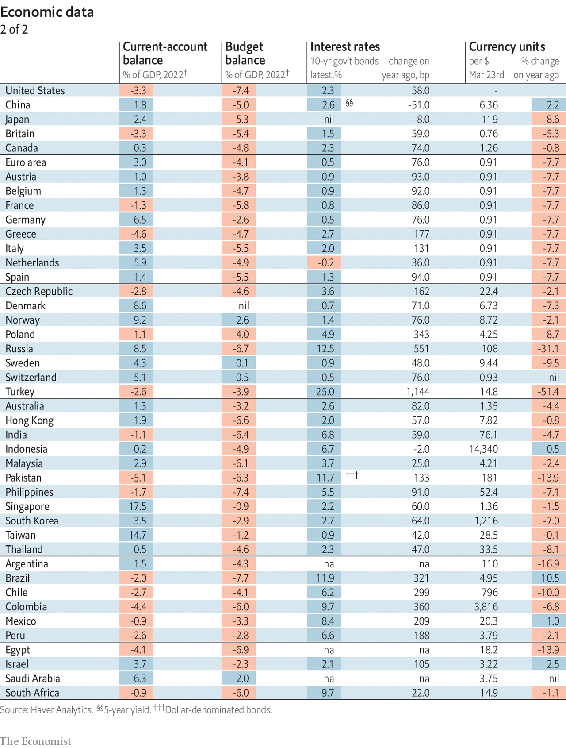 Economic data
2 of 2
Current-account balance Budget balance Interest rates Currency units
% of GDP, 2022† % of GDP, 2022† 10-yr gov't bonds latest,% change on year ago, bp per $ Mar 23rd % change on year ago
United States -3.3 -7.4 2.3 58.0 -
China 1.8 -5.0 2.6 §§ -51.0 6.36 2.2
Japan 2.4 -5.3 nil 8.0 119 -8.6
Britain -3.3 -5.4 1.5 59.0 0.76 -5.3
Canada 0.3 -4.8 2.3 74.0 1.26 -0.8
Euro area 3.0 -4.1 0.5 76.0 0.91 -7.7
Austria 1.0 -3.8 0.9 93.0 0.91 -7.7
Belgium 1.3 -4.7 0.9 92.0 0.91 -7.7
France -1.3 -5.8 0.8 86.0 0.91 -7.7
Germany 6.5 -2.6 0.5 76.0 0.91 -7.7
Greece -4.6 -4.7 2.7 177 0.91 -7.7
Italy 3.5 -5.5 2.0 131 0.91 -7.7
Netherlands 5.9 -4.9 -0.2 36.0 0.91 -7.7
Spain 1.4 -5.5 1.3 94.0 0.91 -7.7
Czech Republic -2.8 -4.6 3.6 162 22.4 -2.1
Denmark 8.6 nil 0.7 71.0 6.73 -7.3
Norway 9.2 2.6 1.4 76.0 8.72 -2.1
Poland -1.1 -4.0 4.9 343 4.25 -8.7
Russia 8.5 -6.7 12.5 551 108 -31.1
Sweden 4.3 0.1 0.9 48.0 9.44 -9.5
Switzerland 5.1 0.5 0.5 76.0 0.93 nil
Turkey -2.6 -3.9 25.0 1,144 14.8 -51.4
Australia 1.3 -3.2 2.6 82.0 1.35 -4.4
Hong Kong 1.9 -6.6 2.0 57.0 7.82 -0.8
India -1.1 -6.4 6.8 59.0 76.1 -4.7
Indonesia 0.2 -4.9 6.7 -2.0 14,340 0.5
Malaysia 2.9 -6.1 3.7 25.0 4.21 -2.4
Pakistan -5.1 -6.3 11.7 ††† 133 181 -13.9
Philippines -1.7 -7.4 5.5 91.0 52.4 -7.1
Singapore 17.5 -0.9 2.2 60.0 1.36 -1.5
South Korea 3.5 -2.9 2.7 64.0 1,216 -7.0
Taiwan 14.7 -1.2 0.9 42.0 28.5 -0.1
Thailand 0.5 -4.6 2.3 47.0 33.5 -8.1
Argentina 1.5 -4.3 na na 110 -16.9
Brazil -2.0 -7.7 11.9 321 4.95 10.5
Chile -2.7 -4.1 6.2 299 796 -10.0
Colombia -4.4 -6.0 9.7 360 3,816 -6.8
Mexico -0.9 -3.3 8.4 209 20.3 1.0
Peru -2.6 -2.8 6.6 188 3.79 -2.1
Egypt -4.1 -6.9 na na 18.2 -13.9
Israel 3.7 -2.3 2.1 105 3.22 2.5
Saudi Arabia 6.3 2.0 na na 3.75 nil
South Africa -0.9 -6.0 9.7 22.0 14.9 -1.1
Source: Haver Analytics. §§5-year yield. †††Dollar-denominated bonds.
The Economist